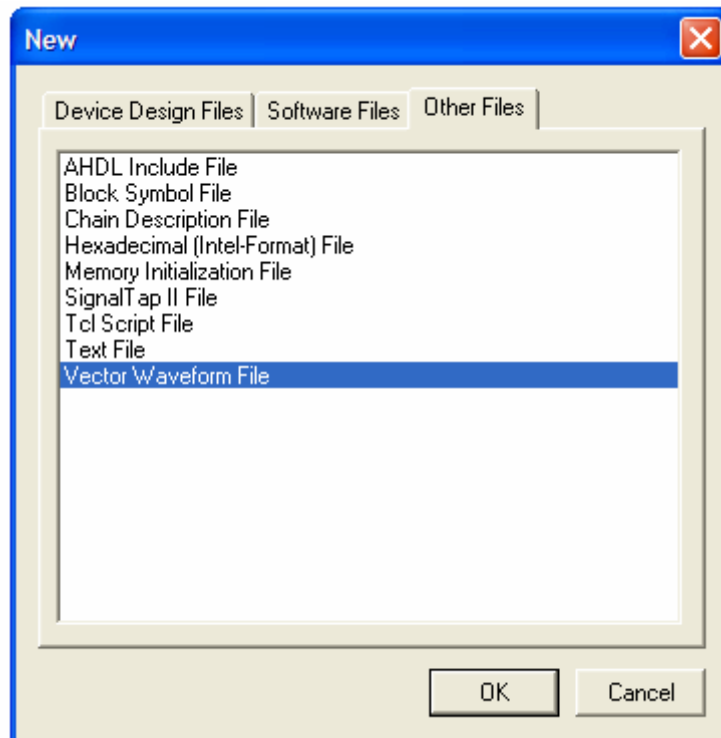 New
Device Design Files Software Files Other Files
AHDL Include File
Block Symbol File
Chain Description File
Hexadecimal (Intel-Format) File
Memory Initialization File
SignalTap II File
Tcl Script File
Text File
Vector Waveform File
OK Cancel